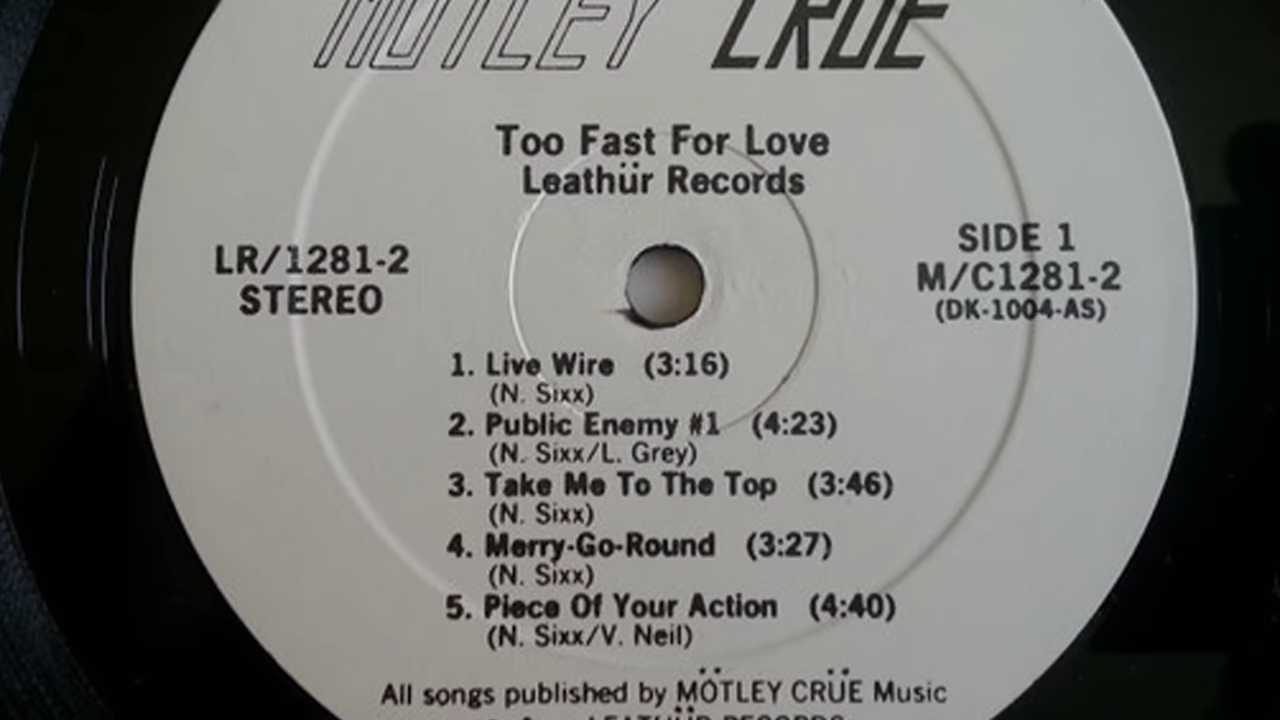 MÖTLEY CRÜE
Too Fast For Love
Leathür Records
LR/1281-2
STEREO
SIDE 1
M/C1281-2
(DK-1004-AS)
1. Live Wire (3:16)
(N. Sixx)
2. Public Enemy #1 (4:23)
(N. Sixx/L. Grey)
3. Take Me To The Top (3:46)
(N. Sixx)
4. Merry-Go-Round (3:27)
(N. Sixx)
5. Piece Of Your Action (4:40)
(N. Sixx/V. Neil)
All songs published by MÖTLEY CRÜE Music
LEATHÜR RECORDS